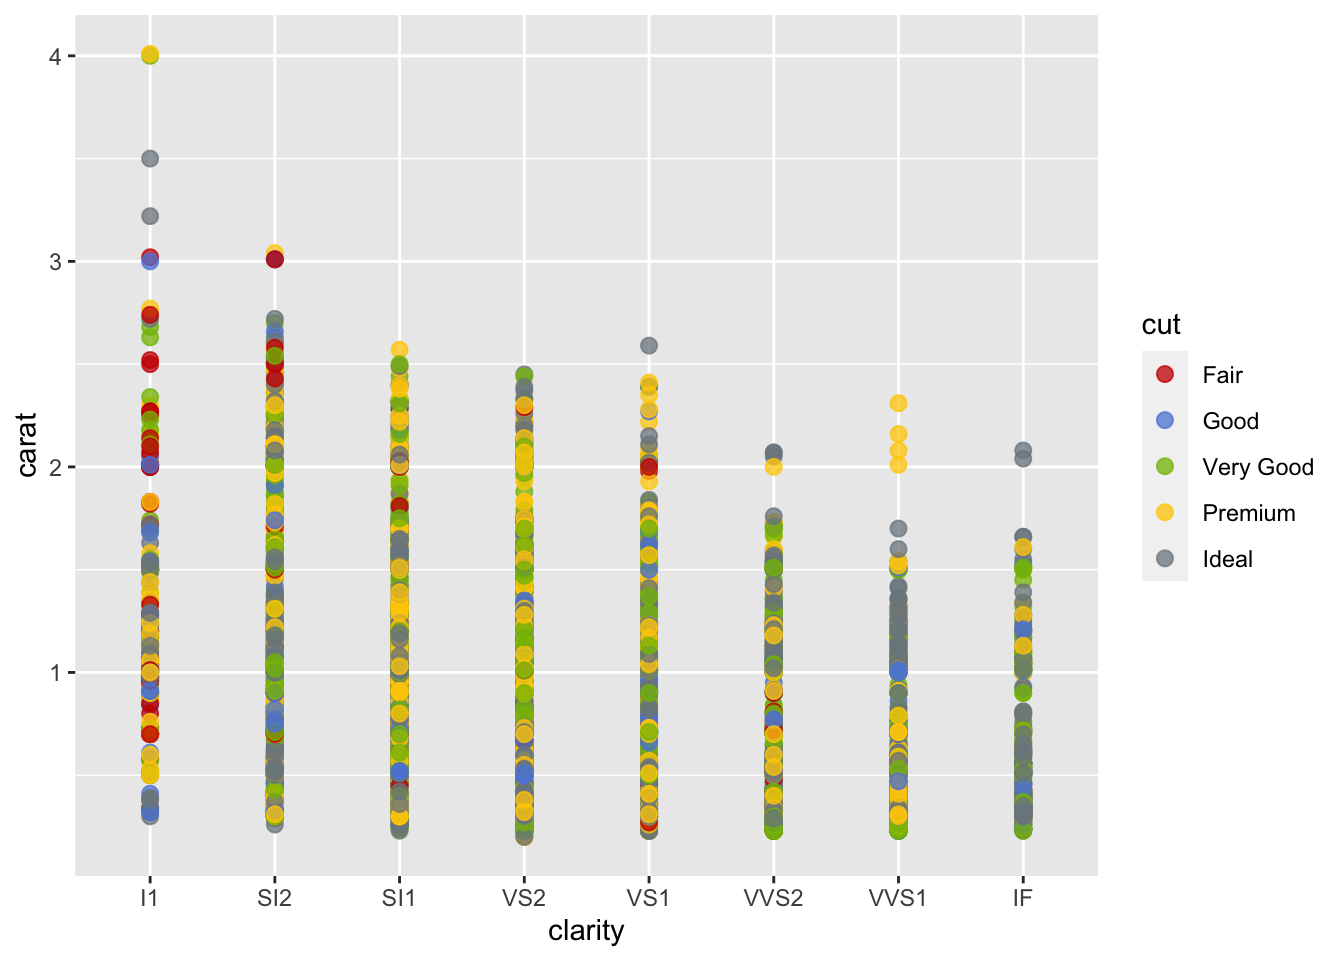 4
3
2
1
carat
I1 SI2 SI1 VS2 VS1 VVS2 VVS1 IF
clarity
cut
Fair
Good
Very Good
Premium
Ideal